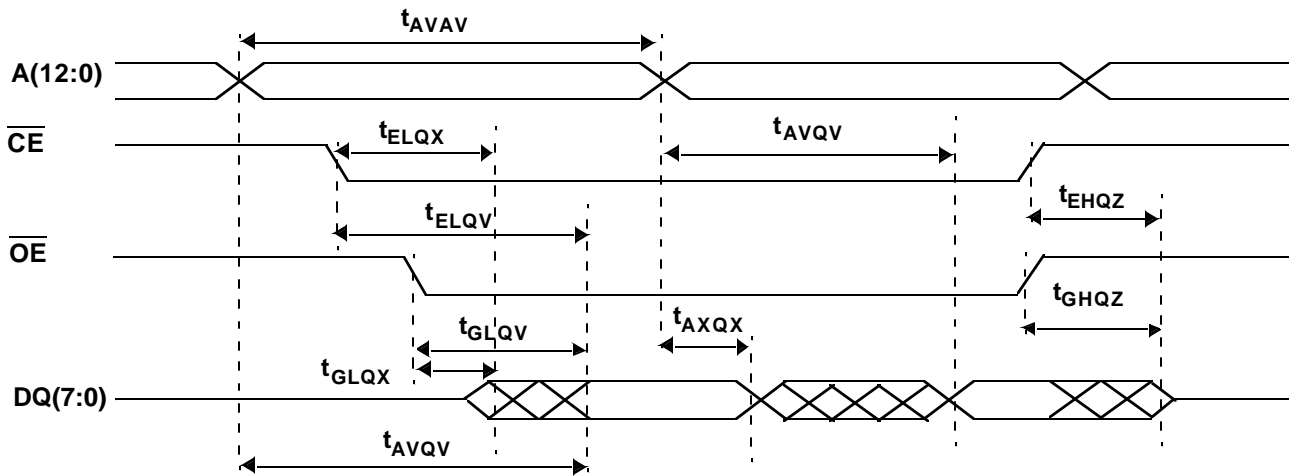 tAVAV
A(12:0)
CE
tELQX
tAVQV
tELQV
tEHQZ
OE
tGHQZ
tGLQV
tAXQX
tGLQX
DQ(7:0)
tAVQV